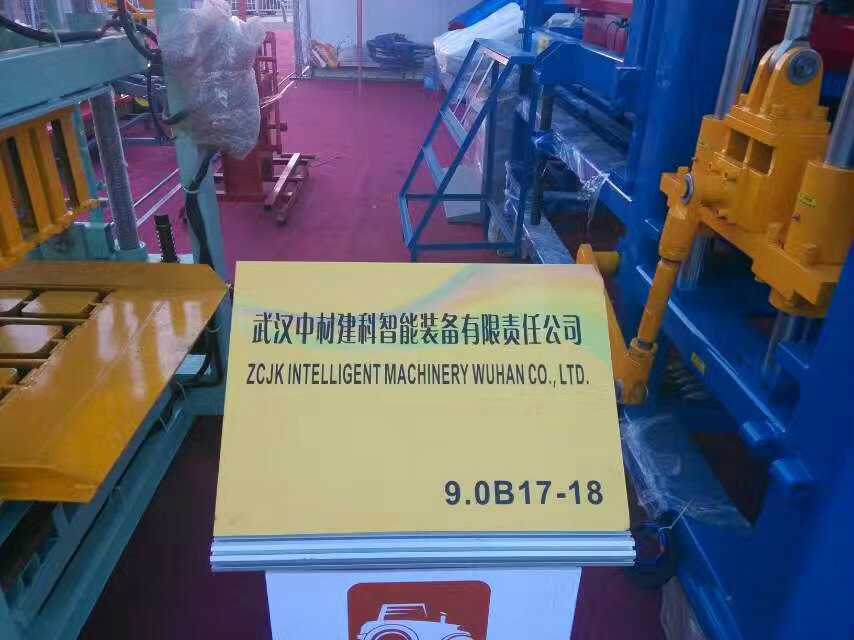 武汉中材建科智能装备有限责任公司
ZCJK INTELLIGENT MACHINERY WUHAN CO., LTD.
9.0B17-18